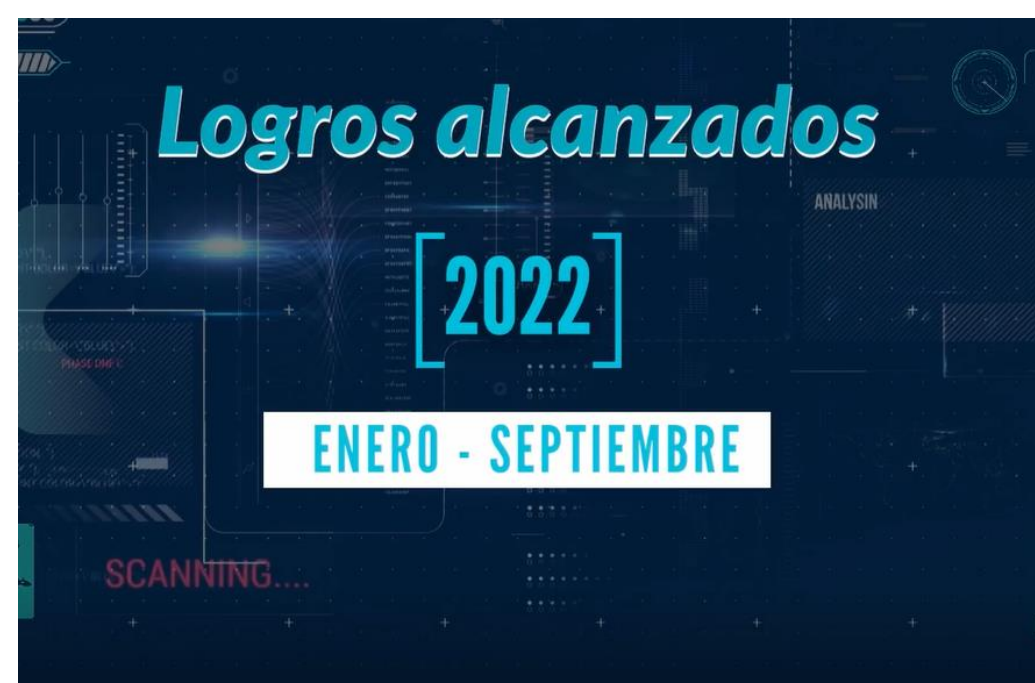 Logros alcanzados
ANALYSIN
[2022]
ENERO - SEPTIEMBRE
SCANNING....